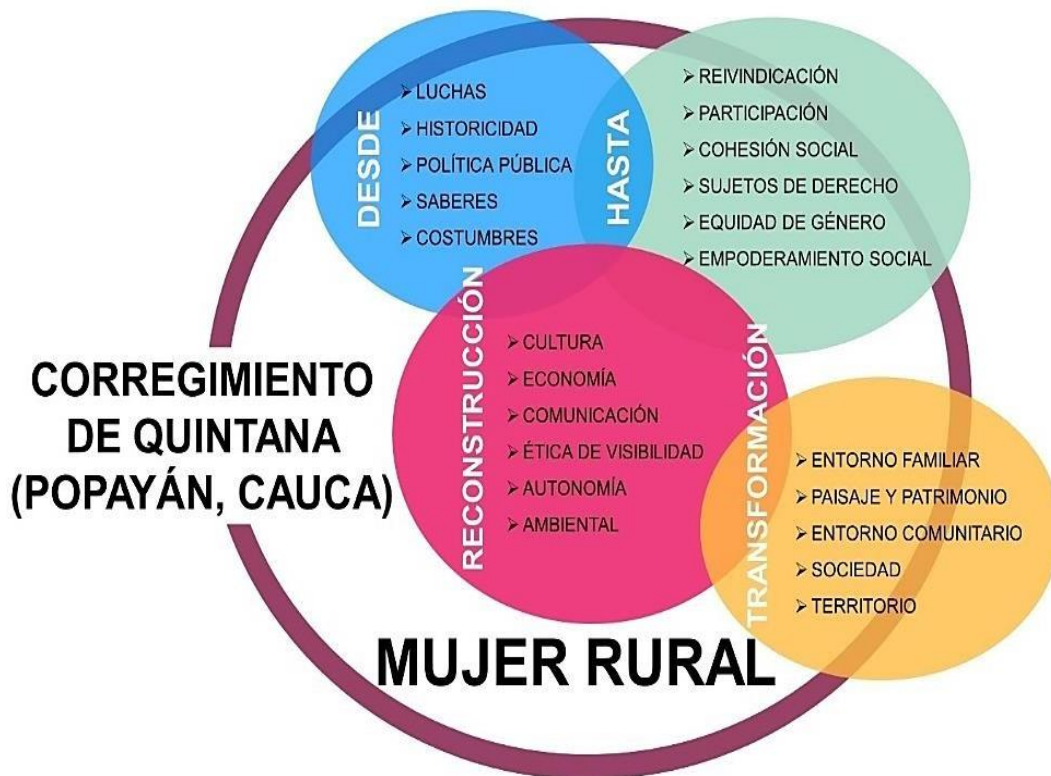 DESDE
➤ LUCHAS
➤ HISTORICIDAD
➤ POLÍTICA PÚBLICA
➤ SABERES
➤ COSTUMBRES
HASTA
➤ REIVINDICACIÓN
➤ PARTICIPACIÓN
➤ COHESIÓN SOCIAL
➤ SUJETOS DE DERECHO
➤ EQUIDAD DE GÉNERO
➤ EMPODERAMIENTO SOCIAL
RECONSTRUCCIÓN
➤ CULTURA
➤ ECONOMÍA
➤ COMUNICACIÓN
➤ ÉTICA DE VISIBILIDAD
➤ AUTONOMÍA
➤ AMBIENTAL
TRANSFORMACIÓN
➤ ENTORNO FAMILIAR
➤ PAISAJE Y PATRIMONIO
➤ ENTORNO COMUNITARIO
➤ SOCIEDAD
➤ TERRITORIO
CORREGIMIENTO
DE QUINTANA
(POPAYÁN, CAUCA)
MUJER RURAL